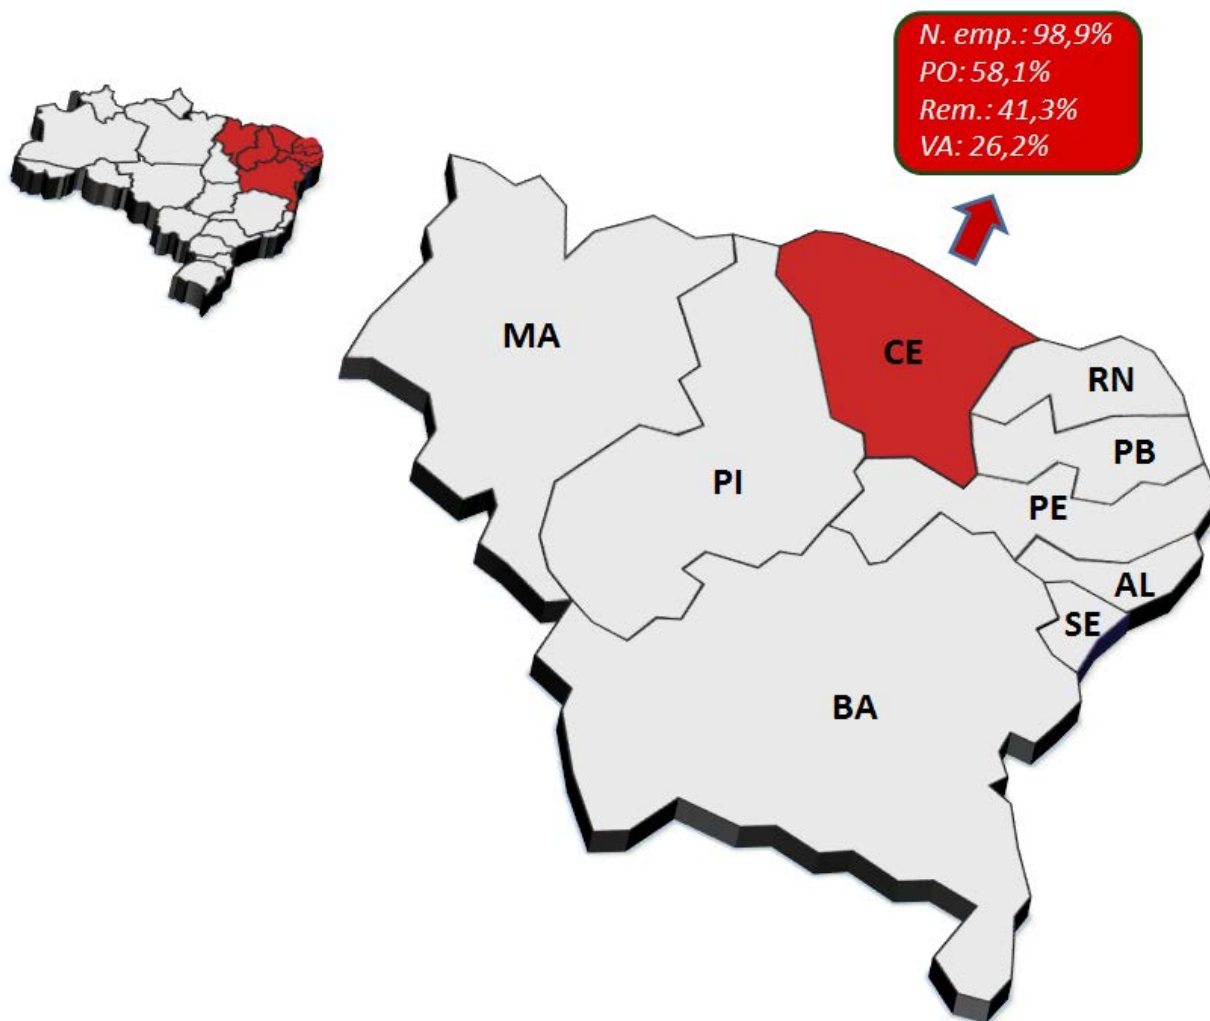 N. emp.: 98,9%
PO: 58,1%
Rem.: 41,3%
VA: 26,2%
MA
CE
RN
PB
PI
PE
AL
SE
BA